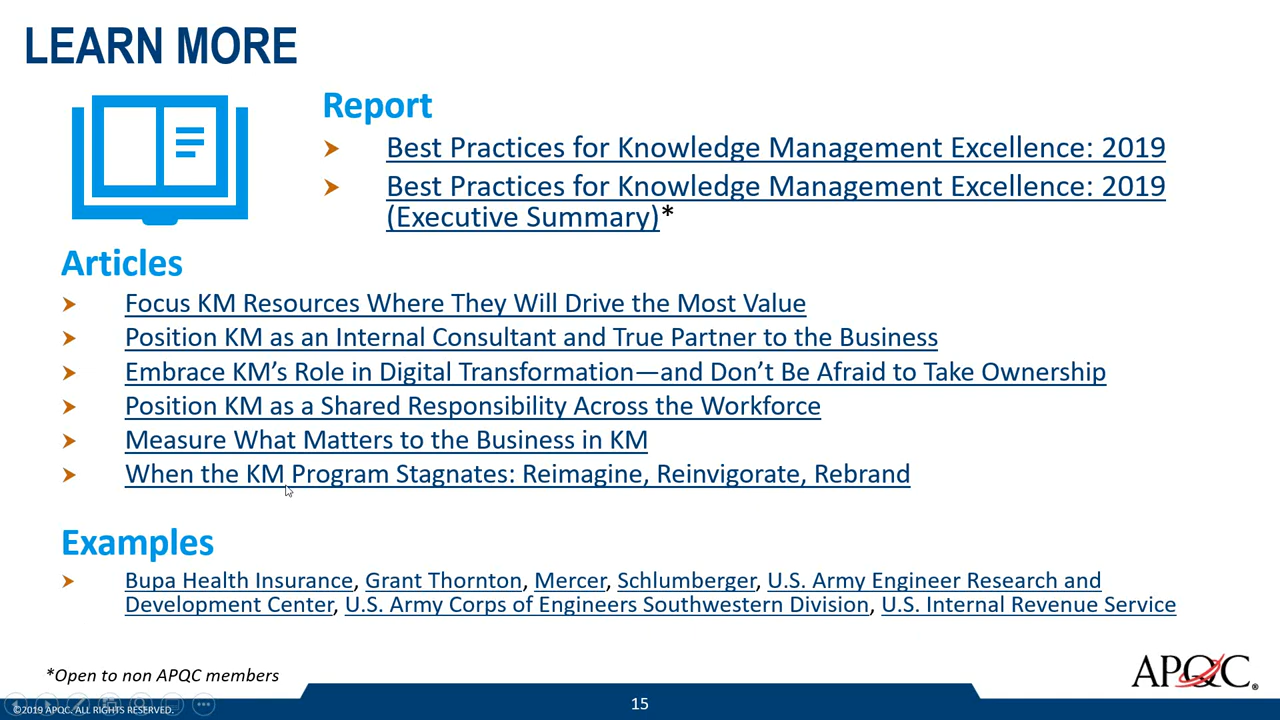 LEARN MORE
Report
Best Practices for Knowledge Management Excellence: 2019
Best Practices for Knowledge Management Excellence: 2019
(Executive Summary)*
Articles
Focus KM Resources Where They Will Drive the Most Value
Position KM as an Internal Consultant and True Partner to the Business
Embrace KM’s Role in Digital Transformation—and Don’t Be Afraid to Take Ownership
Position KM as a Shared Responsibility Across the Workforce
Measure What Matters to the Business in KM
When the KM Program Stagnates: Reimagine, Reinvigorate, Rebrand
Examples
Bupa Health Insurance, Grant Thornton, Mercer, Schlumberger, U.S. Army Engineer Research and
Development Center, U.S. Army Corps of Engineers Southwestern Division, U.S. Internal Revenue Service
*Open to non APQC members
APQC®
©2019 APQC. ALL RIGHTS RESERVED.
15